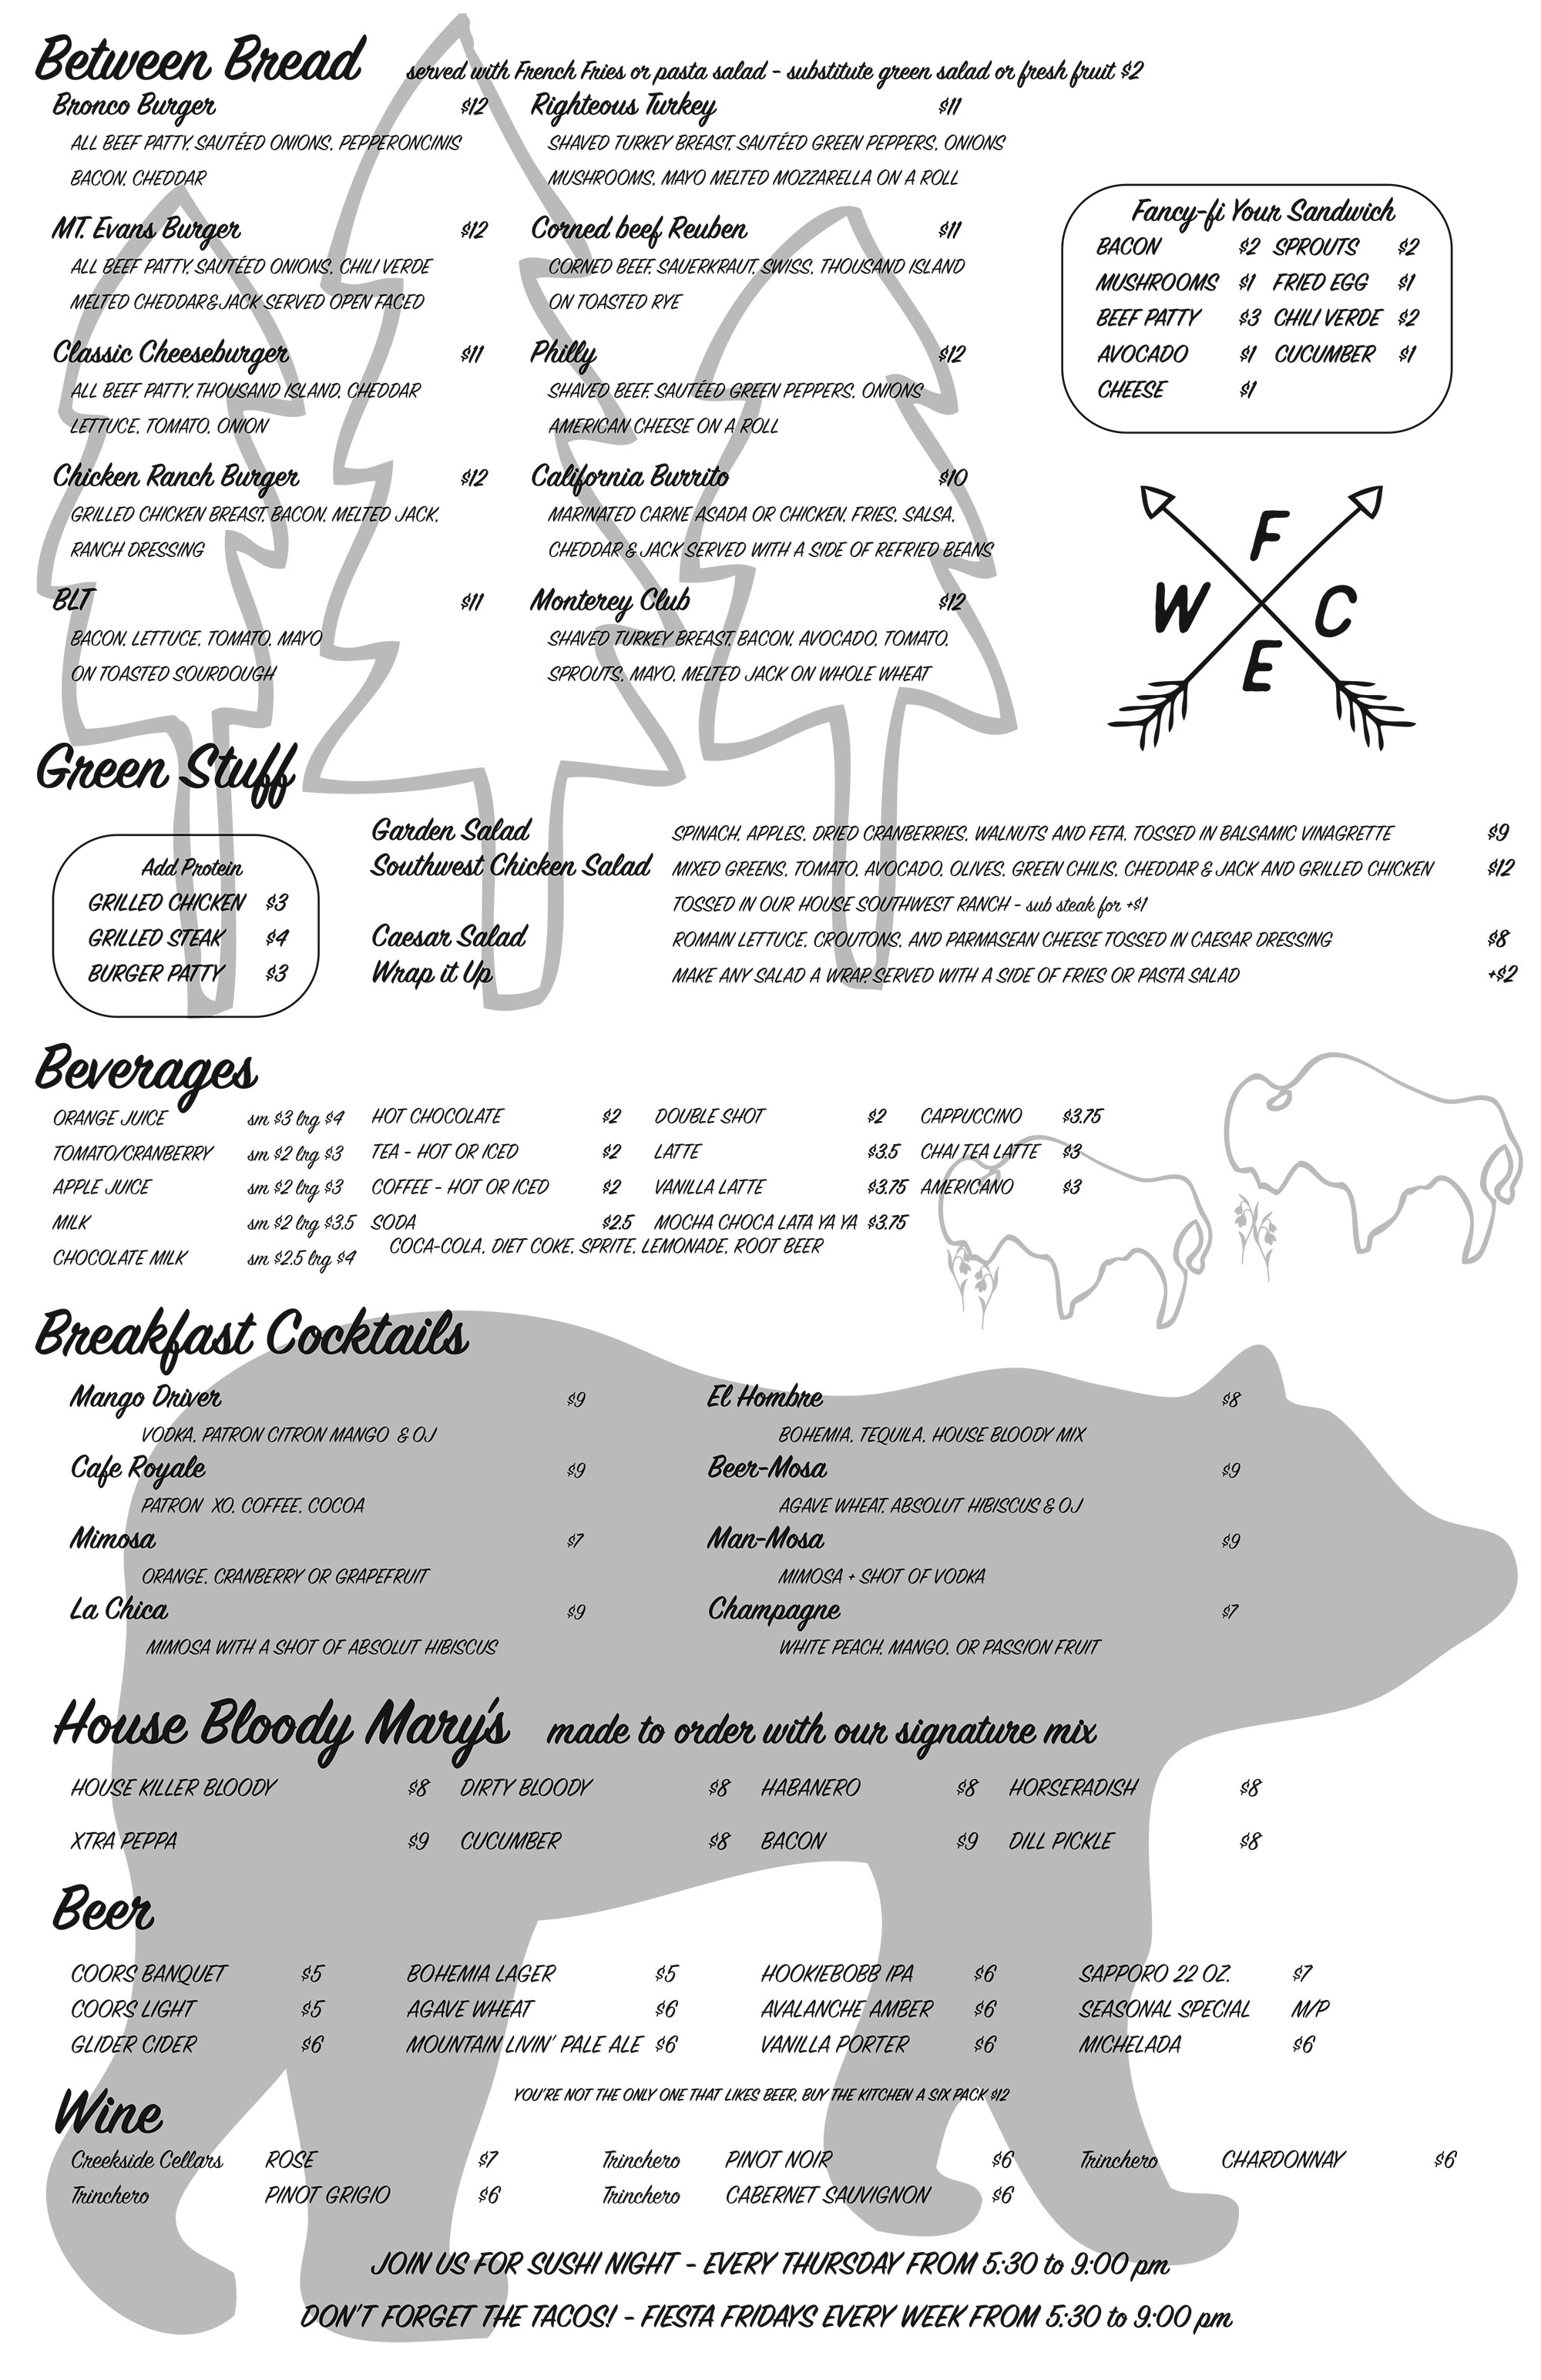 Between Bread served with French Fries or pasta salad - substitute green salad or fresh fruit $2
Bronco Burger $12
ALL BEEF PATTY, SAUTÉED ONIONS, PEPPERONCINIS
BACON, CHEDDAR
MT. Evans Burger $12
ALL BEEF PATTY, SAUTÉED ONIONS, CHILI VERDE
MELTED CHEDDAR&JACK SERVED OPEN FACED
Classic Cheeseburger $11
ALL BEEF PATTY, THOUSAND ISLAND, CHEDDAR
LETTUCE, TOMATO, ONION
Chicken Ranch Burger $12
GRILLED CHICKEN BREAST, BACON, MELTED JACK,
RANCH DRESSING
BLT $11
BACON, LETTUCE, TOMATO, MAYO
ON TOASTED SOURDOUGH
Righteous Turkey $11
SHAVED TURKEY BREAST, SAUTÉED GREEN PEPPERS, ONIONS
MUSHROOMS, MAYO MELTED MOZZARELLA ON A ROLL
Corned beef Reuben $11
CORNED BEEF, SAUERKRAUT, SWISS, THOUSAND ISLAND
ON TOASTED RYE
Philly $12
SHAVED BEEF, SAUTÉED GREEN PEPPERS, ONIONS
AMERICAN CHEESE ON A ROLL
California Burrito $10
MARINATED CARNE ASADA OR CHICKEN, FRIES, SALSA,
CHEDDAR & JACK SERVED WITH A SIDE OF REFRIED BEANS
Monterey Club $12
SHAVED TURKEY BREAST, BACON, AVOCADO, TOMATO,
SPROUTS, MAYO, MELTED JACK ON WHOLE WHEAT
Fancy-fi Your Sandwich
BACON $2 SPROUTS $2
MUSHROOMS $1 FRIED EGG $1
BEEF PATTY $3 CHILI VERDE $2
AVOCADO $1 CUCUMBER $1
CHEESE $1
F
W C
E
Green Stuff
Add Protein
GRILLED CHICKEN $3
GRILLED STEAK $4
BURGER PATTY $3
Garden Salad SPINACH, APPLES, DRIED CRANBERRIES, WALNUTS AND FETA. TOSSED IN BALSAMIC VINAGRETTE $9
Southwest Chicken Salad MIXED GREENS, TOMATO, AVOCADO, OLIVES, GREEN CHILIS, CHEDDAR & JACK AND GRILLED CHICKEN $12
TOSSED IN OUR HOUSE SOUTHWEST RANCH - sub steak for +$1
Caesar Salad ROMAIN LETTUCE, CROUTONS, AND PARMASEAN CHEESE TOSSED IN CAESAR DRESSING $8
Wrap it Up MAKE ANY SALAD A WRAP, SERVED WITH A SIDE OF FRIES OR PASTA SALAD +$2
Beverages
ORANGE JUICE sm $3 lrg $4 HOT CHOCOLATE $2 DOUBLE SHOT $2 CAPPUCCINO $3.75
TOMATO/CRANBERRY sm $2 lrg $3 TEA - HOT OR ICED $2 LATTE $3.5 CHAI TEA LATTE $3
APPLE JUICE sm $2 lrg $3 COFFEE - HOT OR ICED $2 VANILLA LATTE $3.75 AMERICANO $3
MILK sm $2 lrg $3.5 SODA $2.5 MOCHA CHOCA LATA YA YA $3.75
COCA-COLA, DIET COKE, SPRITE, LEMONADE, ROOT BEER
CHOCOLATE MILK sm $2.5 lrg $4
Breakfast Cocktails
Mango Driver $9 El Hombre $8
VODKA, PATRON CITRON MANGO & OJ BOHEMIA, TEQUILA, HOUSE BLOODY MIX
Cafe Royale $9 Beer-Mosa $9
PATRON XO, COFFEE, COCOA AGAVE WHEAT, ABSOLUT HIBISCUS & OJ
Mimosa $7 Man-Mosa $9
ORANGE, CRANBERRY OR GRAPEFRUIT MIMOSA + SHOT OF VODKA
La Chica $9 Champagne $7
MIMOSA WITH A SHOT OF ABSOLUT HIBISCUS WHITE PEACH, MANGO, OR PASSION FRUIT
House Bloody Mary's made to order with our signature mix
HOUSE KILLER BLOODY $8 DIRTY BLOODY $8 HABANERO $8 HORSERADISH $8
XTRA PEPPA $9 CUCUMBER $8 BACON $9 DILL PICKLE $8
Beer
COORS BANQUET $5 BOHEMIA LAGER $5 HOOKIEBOBB IPA $6 SAPPORO 22 OZ. $7
COORS LIGHT $5 AGAVE WHEAT $6 AVALANCHE AMBER $6 SEASONAL SPECIAL M/P
GLIDER CIDER $6 MOUNTAIN LIVIN' PALE ALE $6 VANILLA PORTER $6 MICHELADA $6
YOU'RE NOT THE ONLY ONE THAT LIKES BEER, BUY THE KITCHEN A SIX PACK $12
Wine
Creekside Cellars ROSE $7 Trinchero PINOT NOIR $6 Trinchero CHARDONNAY $6
Trinchero PINOT GRIGIO $6 Trinchero CABERNET SAUVIGNON $6
JOIN US FOR SUSHI NIGHT - EVERY THURSDAY FROM 5:30 to 9:00 pm
DON'T FORGET THE TACOS! - FIESTA FRIDAYS EVERY WEEK FROM 5:30 to 9:00 pm